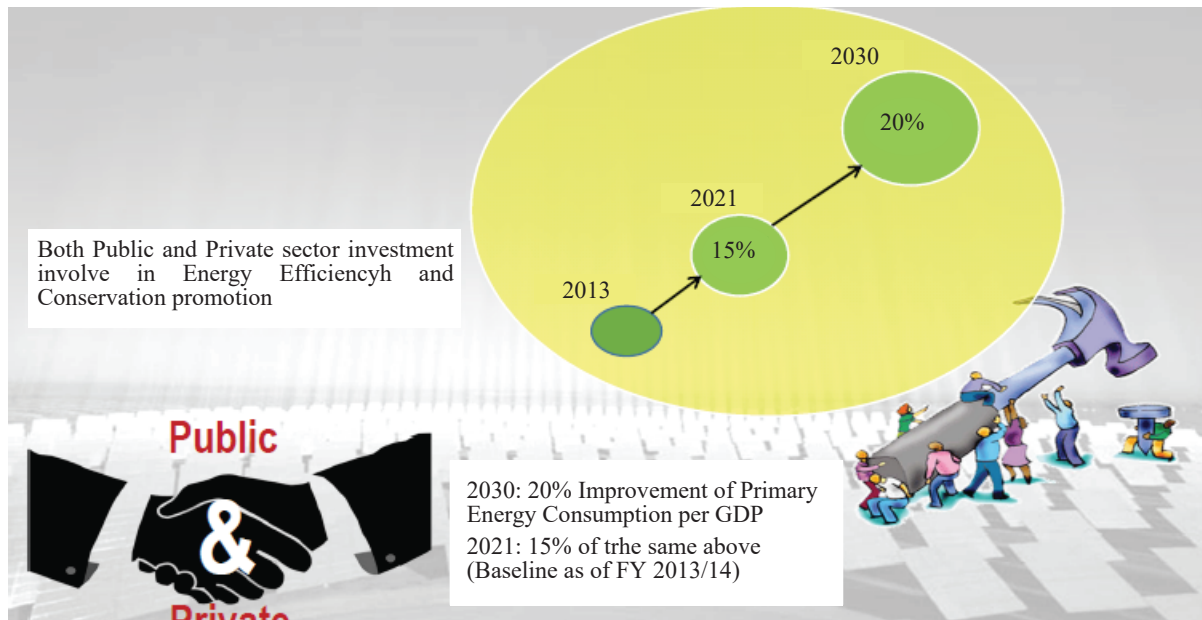 2030
20%
2021
15%
2013
Both Public and Private sector investment
involve in Energy Efficiencyh and
Conservation promotion
Public
&
Private
2030: 20% Improvement of Primary
Energy Consumption per GDP
2021: 15% of trhe same above
(Baseline as of FY 2013/14)